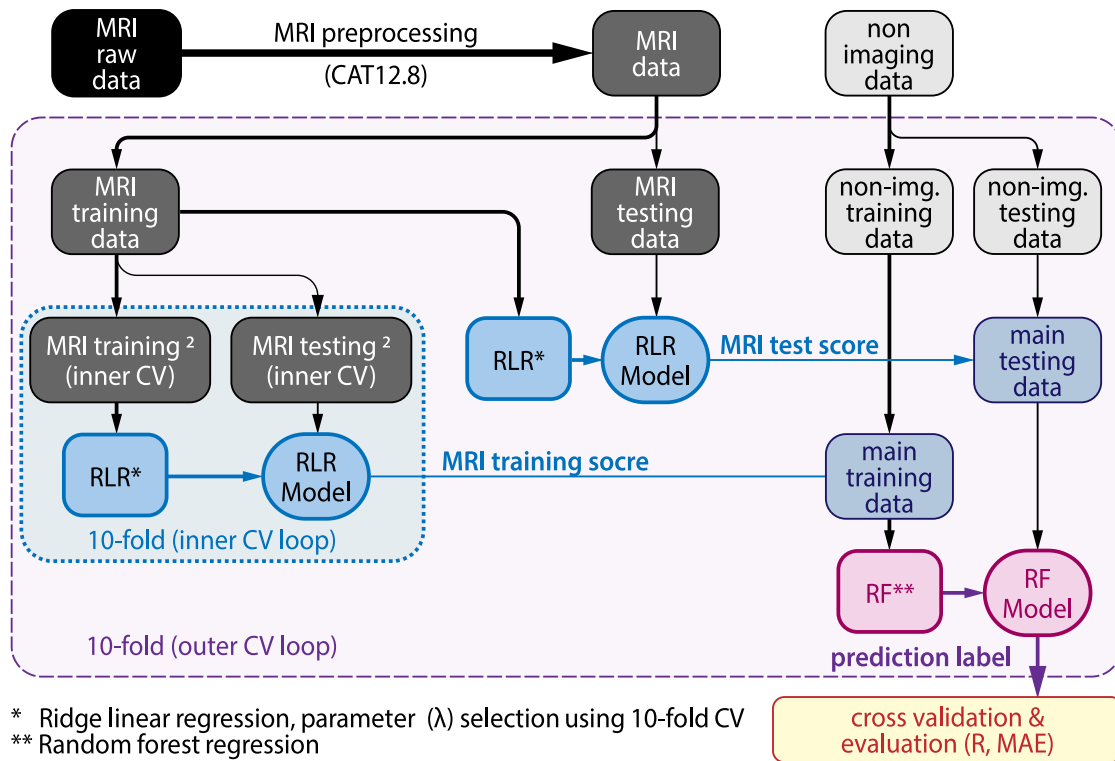 MRI
raw
data
MRI preprocessing
(CAT12.8)
MRI
data
non
imaging
data
MRI
training
data
MRI
testing
data
non-img.
training
data
non-img.
testing
data
MRI training ²
(inner CV)
MRI testing ²
(inner CV)
RLR*
RLR
Model
MRI test score
main
testing
data
RLR*
RLR
Model
MRI training socre
main
training
data
10-fold (inner CV loop)
RF**
RF
Model
10-fold (outer CV loop)
prediction label
* Ridge linear regression, parameter (λ) selection using 10-fold CV
** Random forest regression
cross validation &
evaluation (R, MAE)